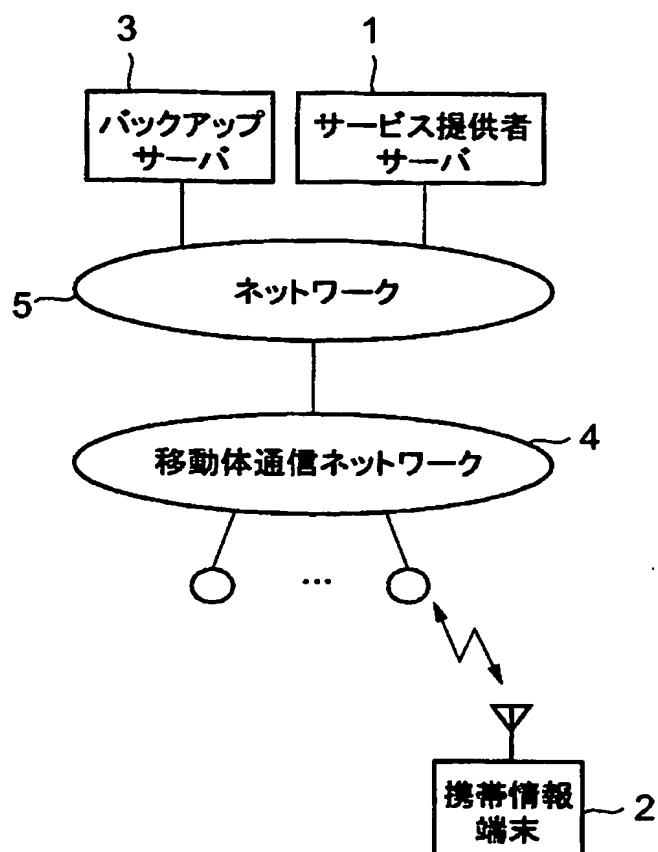 3
1
バックアップ
サーバ
サービス提供者
サーバ
5
ネットワーク
4
移動体通信ネットワーク
...
携帯情報
端末
2